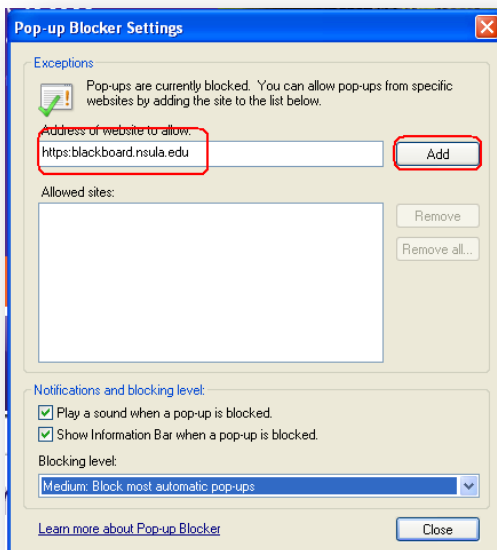 Pop-up Blocker Settings
Exceptions
Pop-ups are currently blocked. You can allow pop-ups from specific
websites by adding the site to the list below.
Address of website to allow:
https:blackboard.nsula.edu
Add
Allowed sites:
Remove
Remove all...
Notifications and blocking level:
Play a sound when a pop-up is blocked.
Show Information Bar when a pop-up is blocked.
Blocking level:
Medium: Block most automatic pop-ups
Learn more about Pop-up Blocker
Close